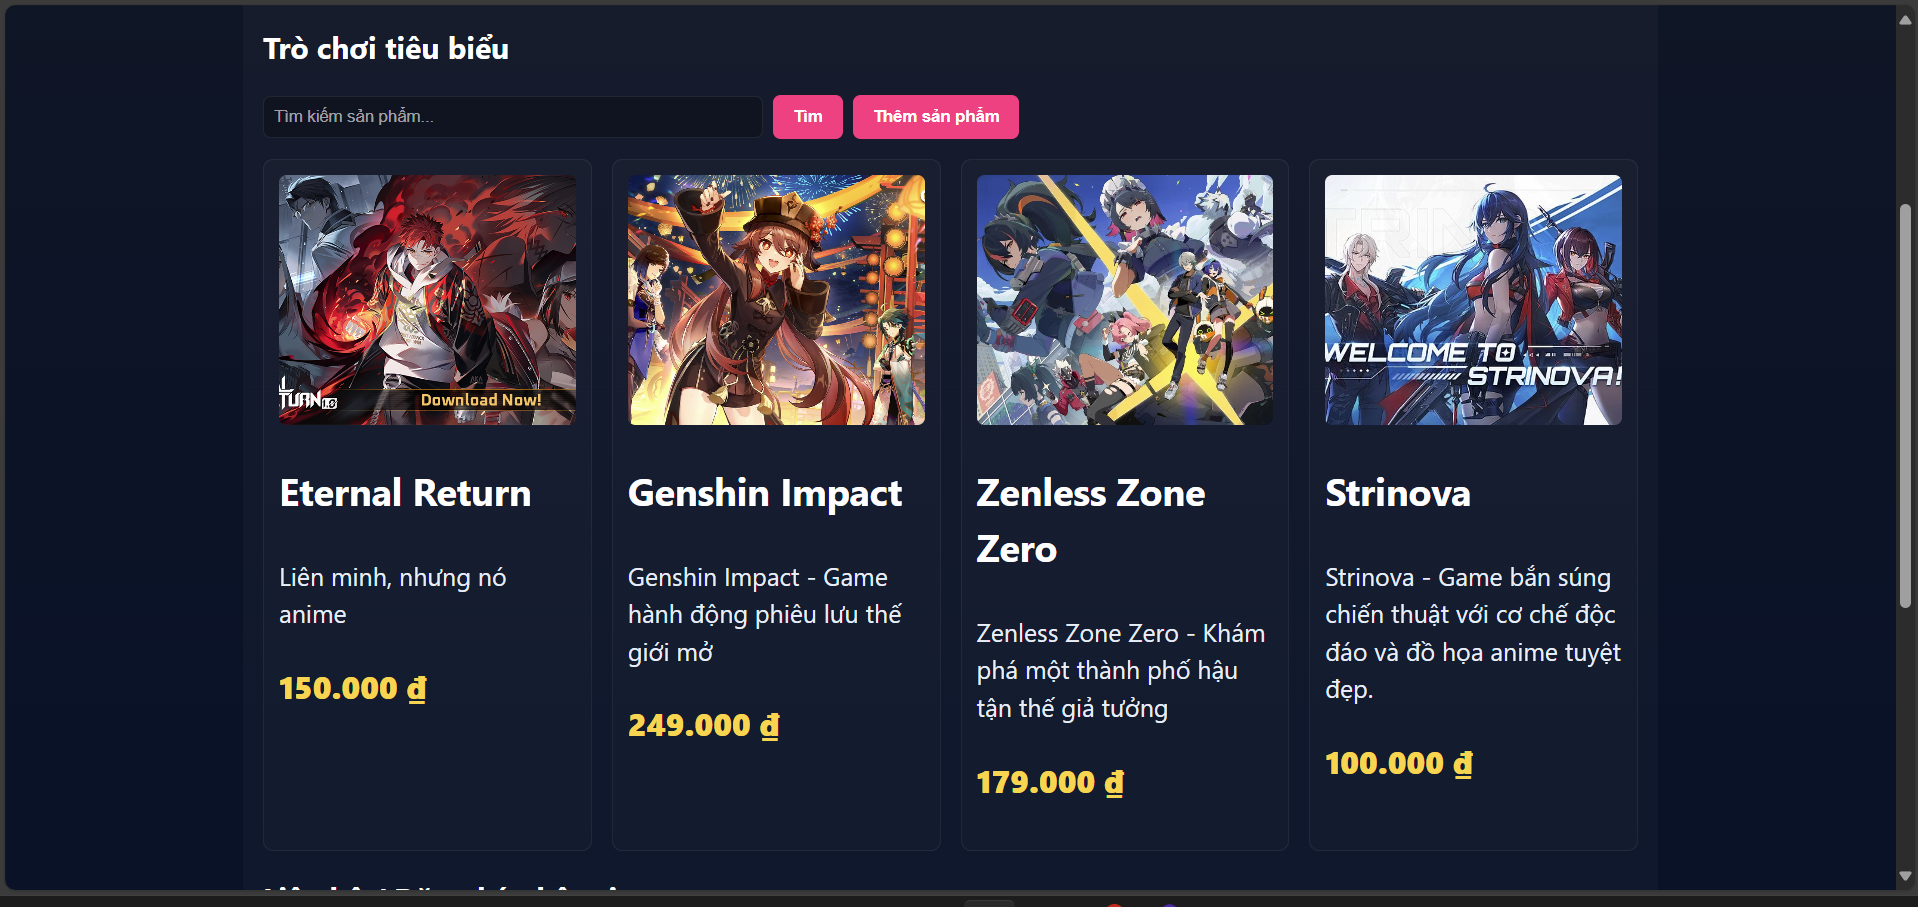 Trò chơi tiêu biểu
Tìm kiếm sản phẩm...
Tìm
Thêm sản phẩm
TURN 1.0
Download Now!
WELCOME TO
STRINOVA!
Eternal Return
Liên minh, nhưng nó
anime
150.000 ₫
Genshin Impact
Genshin Impact - Game
hành động phiêu lưu thế
giới mở
249.000 ₫
Zenless Zone
Zero
Zenless Zone Zero - Khám
phá một thành phố hậu
tận thế giả tưởng
179.000 ₫
Strinova
Strinova - Game bắn súng
chiến thuật với cơ chế độc
đáo và đồ họa anime tuyệt
đẹp.
100.000 ₫